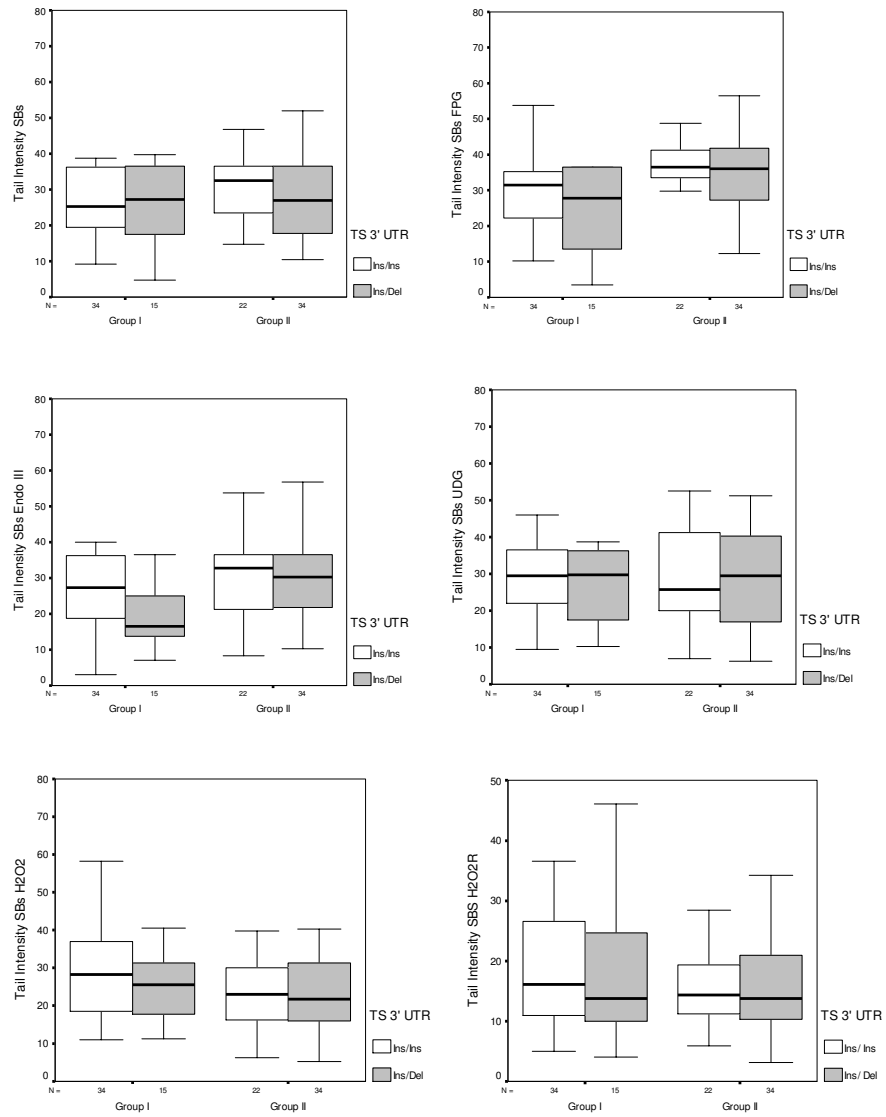 80
70
60
50
40
30
20
10
0
Tail Intensity SBs
N = 34 15 22 34
Group I Group II
TS 3' UTR
Ins/Ins
Ins/Del
80
70
60
50
40
30
20
10
0
Tail Intensity SBs FPG
N = 34 15 22 34
Group I Group II
TS 3' UTR
Ins/Ins
Ins/Del
80
70
60
50
40
30
20
10
0
Tail Inensity SBs Endo III
N = 34 15 22 34
Group I Group II
TS 3' UTR
Ins/Ins
Ins/Del
80
70
60
50
40
30
20
10
0
Tail Intensity SBs UDG
N = 34 15 22 34
Group I Group II
TS 3' UTR
Ins/Ins
Ins/Del
80
70
60
50
40
30
20
10
0
Tail Intensity SBs H2O2
N = 34 15 22 34
Group I Group II
TS 3' UTR
Ins/Ins
Ins/Del
50
40
30
20
10
0
Tail Intensity SBS H2O2R
N = 34 15 22 34
Group I Group II
TS 3' UTR
Ins/ Ins
Ins/ Del